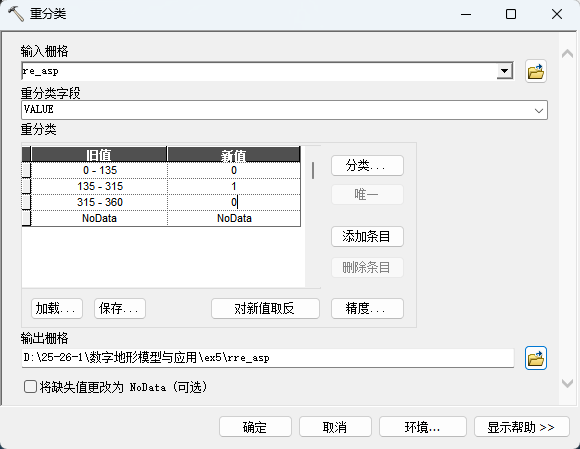 重分类
输入栅格
re_asp
重分类字段
VALUE
重分类
旧值 新值
0 - 135 0
135 - 315 1
315 - 360 0
NoData NoData
分类...
唯一
添加条目
删除条目
加载... 保存... 对新值取反 精度...
输出栅格
D:\25-26-1\数字地形模型与应用\ex5\rre_asp
将缺失值更改为 NoData (可选)
确定 取消 环境... 显示帮助 >>